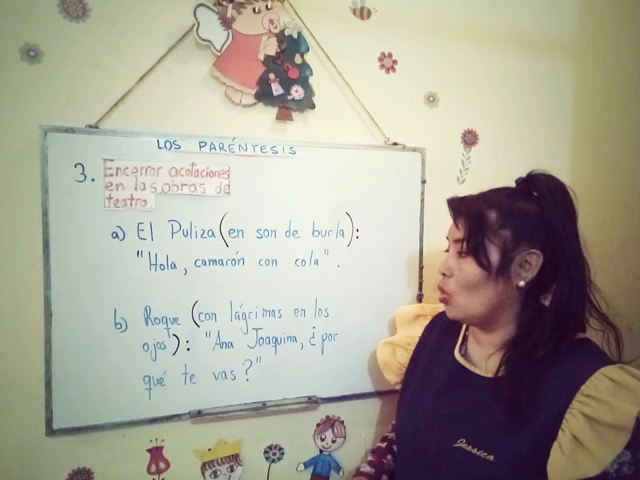 LOS PARÉNTESIS
3. Encerrar acotaciones
en las obras de
teatro.
a) El Puliza (en son de burla):
"Hola, camarón con cola".
b) Roque (con lágrimas en los
ojos): "Ana Joaquina, ¿por
qué te vas?"
Jessica